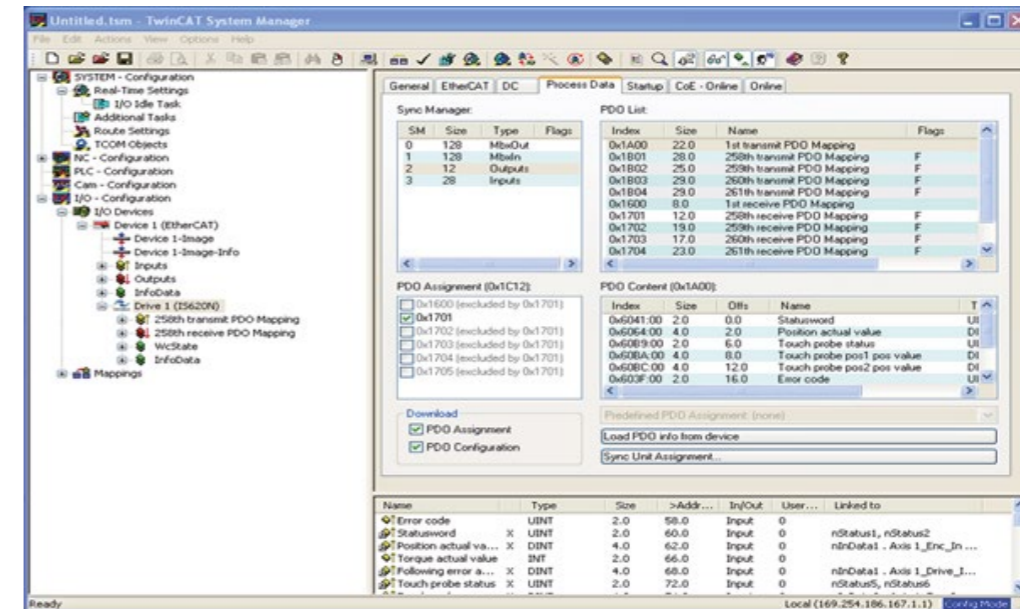 Untitled.tsm - TwinCAT System Manager
File Edit Actions View Options Help
SYSTEM - Configuration
Real-Time Settings
I/O Idle Task
Additional Tasks
Route Settings
TCOM Objects
NC - Configuration
PLC - Configuration
Cam - Configuration
I/O - Configuration
I/O Devices
Device 1 (EtherCAT)
Device 1-Image
Device 1-Image-Info
Inputs
Outputs
InfoData
Drive 1 (IS620N)
258th transmit PDO Mapping
258th receive PDO Mapping
WcState
InfoData
Mappings
General EtherCAT DC Process Data Startup CoE - Online Online
Sync Manager:
SM Size Type Flags
0 128 MbxOut
1 128 MbxIn
2 12 Outputs
3 28 Inputs
PDO List:
Index Size Name Flags
0x1A00 22.0 1st transmit PDO Mapping
0x1B01 28.0 258th transmit PDO Mapping F
0x1B02 25.0 259th transmit PDO Mapping F
0x1B03 29.0 260th transmit PDO Mapping F
0x1B04 29.0 261th transmit PDO Mapping F
0x1600 8.0 1st receive PDO Mapping
0x1701 12.0 258th receive PDO Mapping F
0x1702 19.0 259th receive PDO Mapping F
0x1703 17.0 260th receive PDO Mapping F
0x1704 23.0 261th receive PDO Mapping F
PDO Assignment (0x1C12):
0x1600 (excluded by 0x1701)
0x1701
0x1702 (excluded by 0x1701)
0x1703 (excluded by 0x1701)
0x1704 (excluded by 0x1701)
0x1705 (excluded by 0x1701)
PDO Content (0x1A00):
Index Size Offs Name T
0x6041:00 2.0 0.0 Statusword UI
0x6064:00 4.0 2.0 Position actual value DI
0x60B9:00 2.0 6.0 Touch probe status UI
0x60BA:00 4.0 8.0 Touch probe pos1 pos value DI
0x60BC:00 4.0 12.0 Touch probe pos2 pos value DI
0x603F:00 2.0 16.0 Error code UI
Download
PDO Assignment
PDO Configuration
Predefined PDO Assignment: (none)
Load PDO info from device
Sync Unit Assignment...
Name Type Size >Addr... In/Out User... Linked to
Error code UINT 2.0 58.0 Input 0
Statusword X UINT 2.0 60.0 Input 0 nStatus1, nStatus2
Position actual va... X DINT 4.0 62.0 Input 0 nInData1 . Axis 1_Enc_In ...
Torque actual value INT 2.0 66.0 Input 0
Following error a... X DINT 4.0 68.0 Input 0 nInData1 . Axis 1_Drive_I...
Touch probe status X UINT 2.0 72.0 Input 0 nStatus5, nStatus6
Ready Local (169.254.186.167.1.1) Config Mode